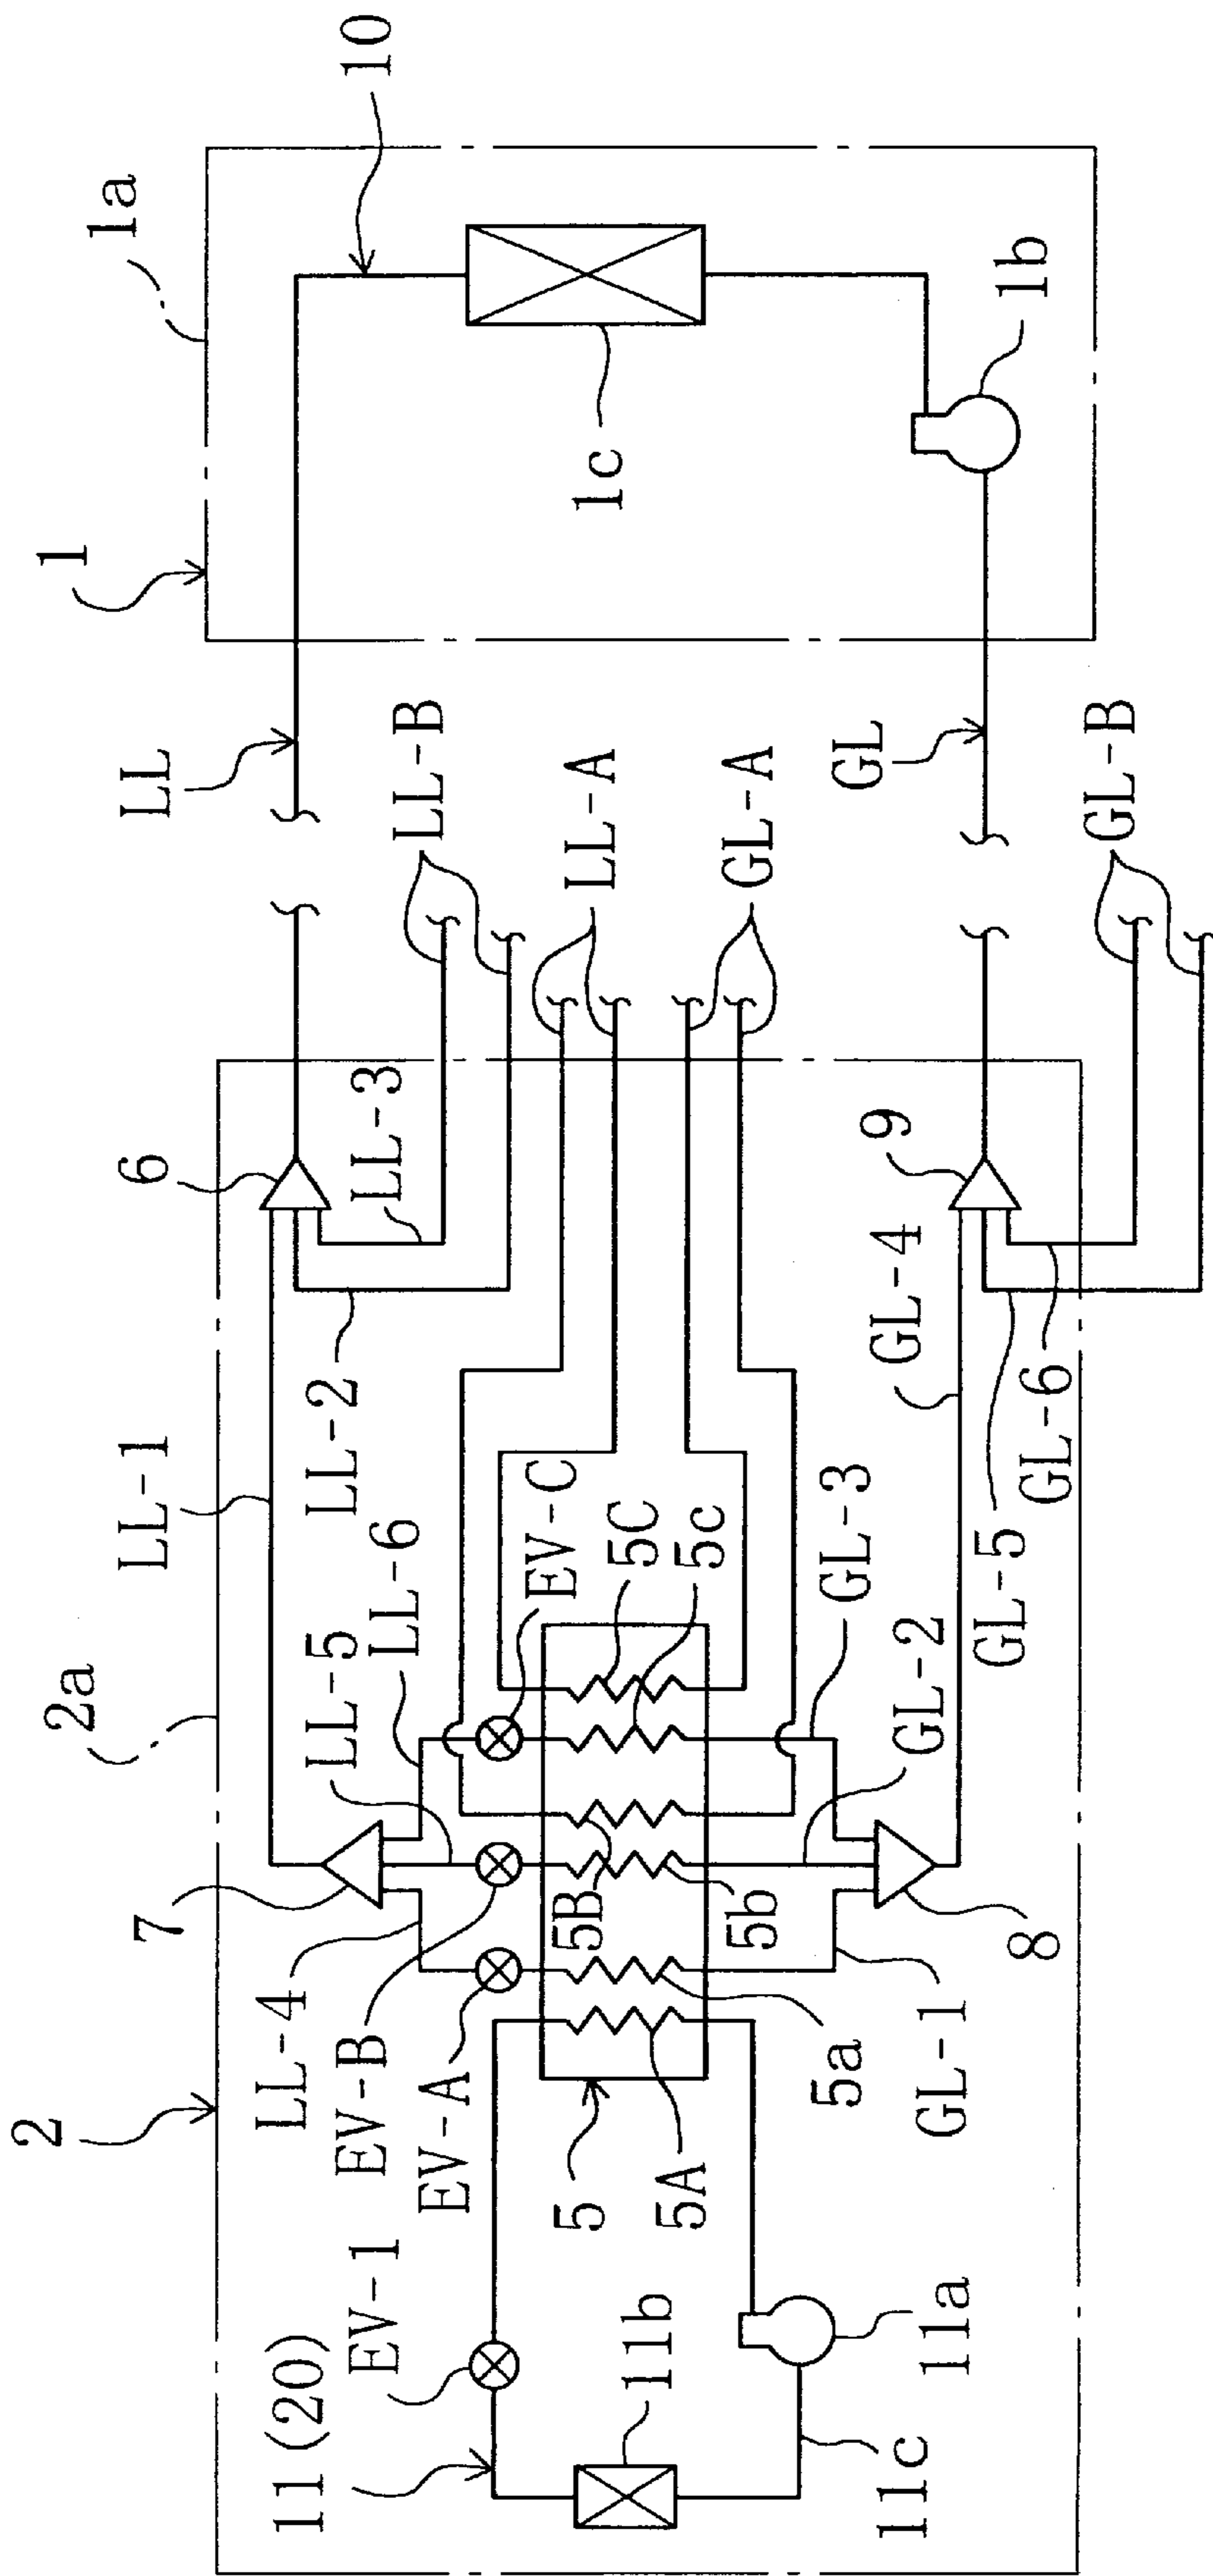 10
1a
1b
1c
1
LL
LL-B
LL-A
GL-A
GL
GL-B
6
LL-3
9
GL-4
LL-2
GL-6
LL-1
GL-5
LL-6
EV-C
5C
5c
GL-3
2a
LL-5
GL-2
7
5B
5b
8
LL-4
EV-B
EV-A
5a
GL-1
2
5
5A
EV-1
11b
11a
11(20)
11c